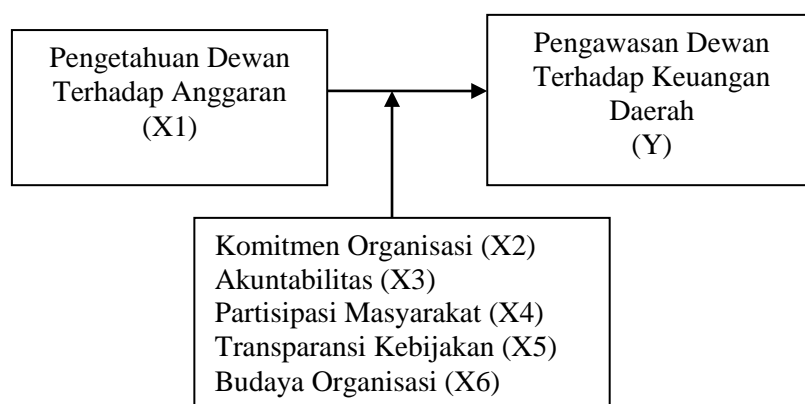 Pengetahuan Dewan
Terhadap Anggaran
(X1)
Pengawasan Dewan
Terhadap Keuangan
Daerah
(Y)
Komitmen Organisasi (X2)
Akuntabilitas (X3)
Partisipasi Masyarakat (X4)
Transparansi Kebijakan (X5)
Budaya Organisasi (X6)